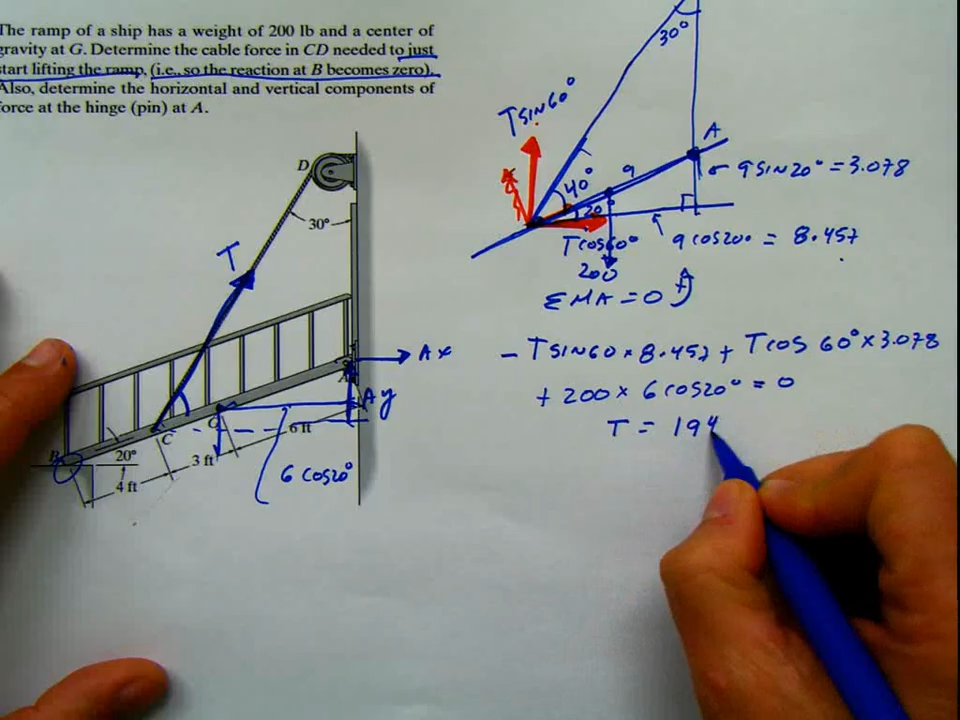 The ramp of a ship has a weight of 200 lb and a center of
gravity at G. Determine the cable force in CD needed to just
start lifting the ramp, (i.e., so the reaction at B becomes zero).
Also, determine the horizontal and vertical components of
force at the hinge (pin) at A.
D
30°
T
Ax
A
Ay
C
G
B
20°
6 ft
3 ft
4 ft
6 cos20°
30°
Tsin60°
A
9
9 sin20° = 3.078
40°
20°
Tcos60°
9 cos20° = 8.457
200
ΣMA = 0
- Tsin60 × 8.457 + Tcos 60° × 3.078
+ 200 × 6 cos20° = 0
T = 194